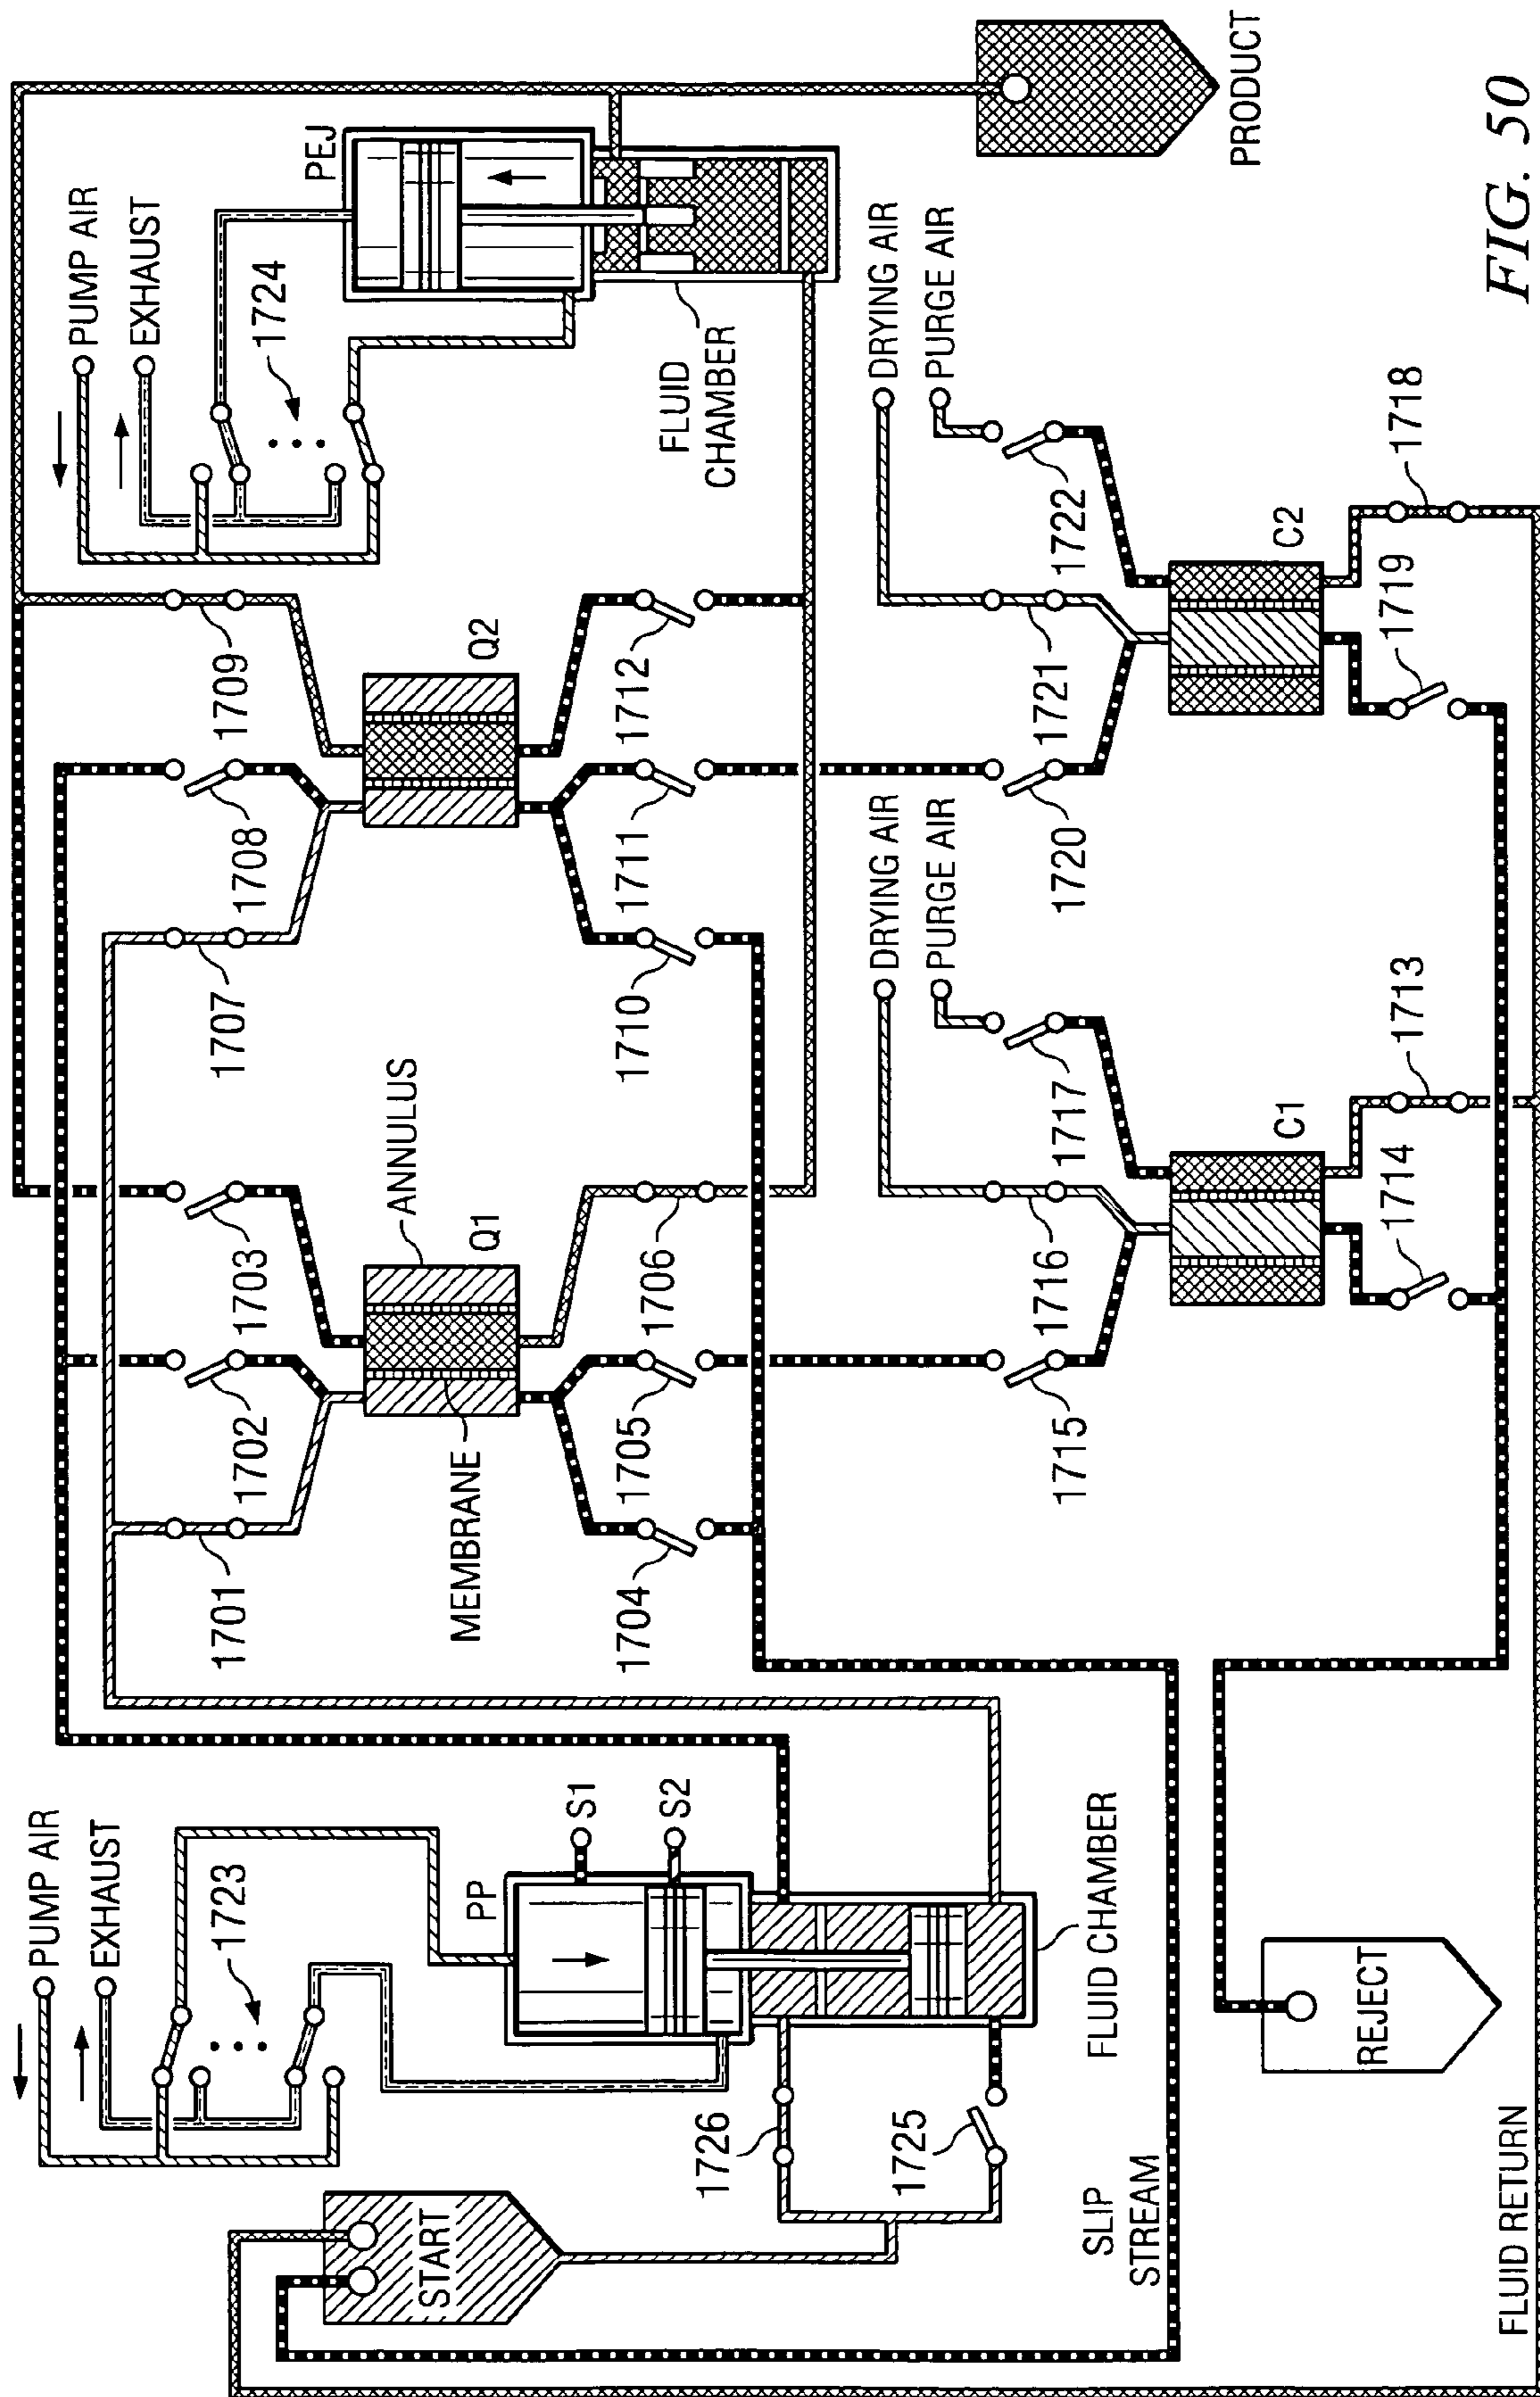 PUMP AIR
EXHAUST
1723
PP
S1
S2
START
1726
1725
FLUID CHAMBER
SLIP
STREAM
REJECT
FLUID RETURN
1701
1702
1703
ANNULUS
MEMBRANE
Q1
1704
1705
1706
1707
1708
1709
Q2
1710
1711
1712
PUMP AIR
EXHAUST
1724
PEJ
FLUID
CHAMBER
DRYING AIR
PURGE AIR
1715
1716
1717
C1
1714
1713
DRYING AIR
PURGE AIR
1720
1721
1722
C2
1719
1718
PRODUCT
FIG. 50